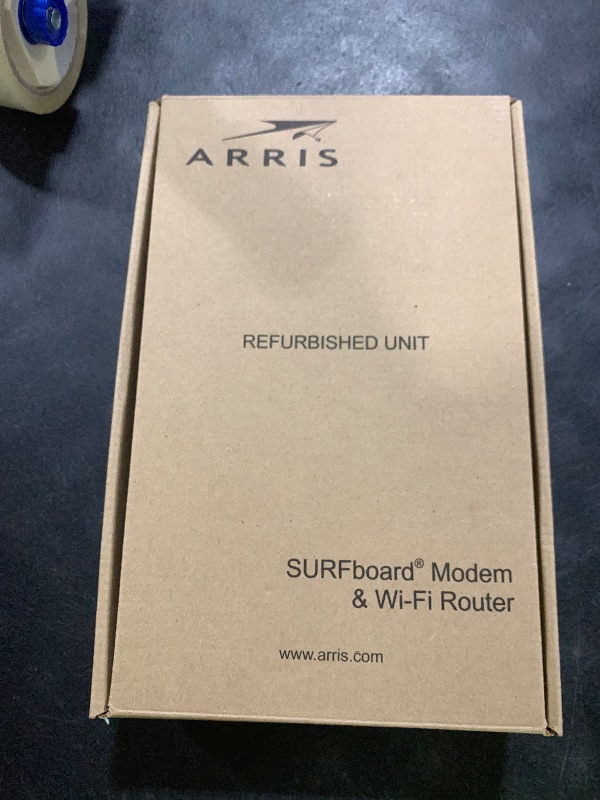 ARRIS
REFURBISHED UNIT
SURFboard® Modem
& Wi-Fi Router
www.arris.com